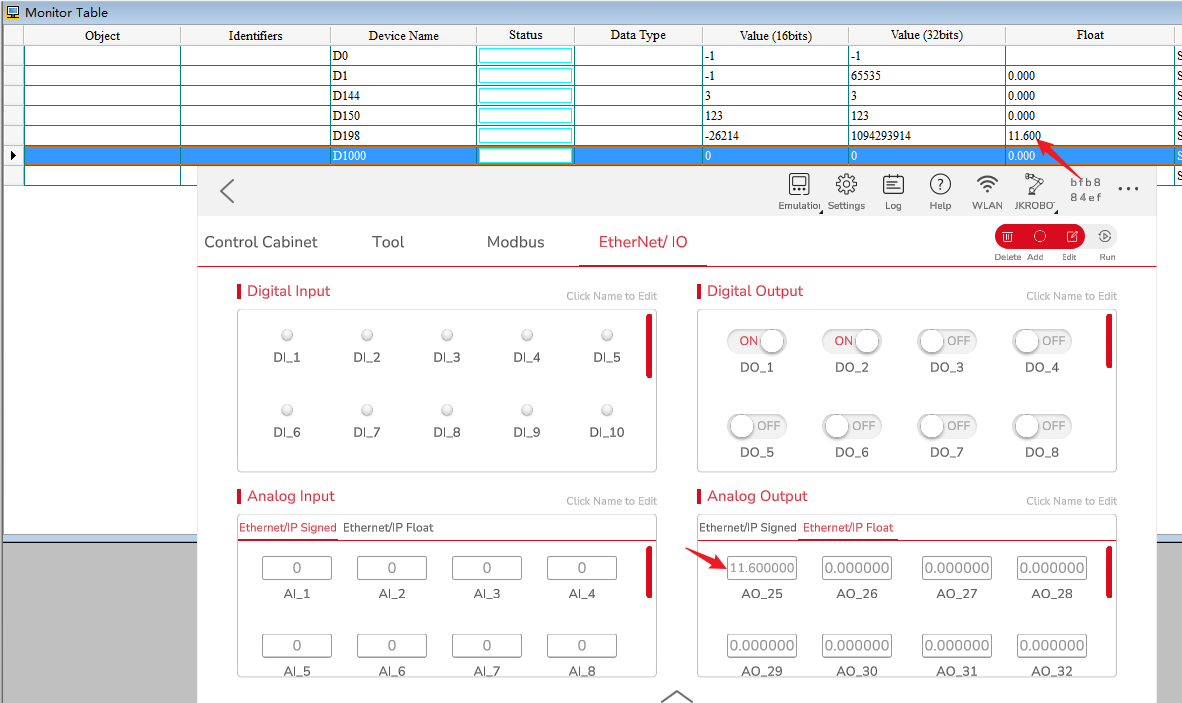 Monitor Table
Object Identifiers Device Name Status Data Type Value (16bits) Value (32bits) Float
D0 -1 -1 S
D1 -1 65535 0.000 S
D144 3 3 0.000 S
D150 123 123 0.000 S
D198 -26214 1094293914 11.600 S
D1000 0 0 0.000 S
S
Emulation Settings Log Help WLAN JKROBOT bfb8
84ef
Control Cabinet Tool Modbus EtherNet/ IO
Delete Add Edit Run
Digital Input Click Name to Edit
DI_1 DI_2 DI_3 DI_4 DI_5
DI_6 DI_7 DI_8 DI_9 DI_10
Digital Output Click Name to Edit
ON ON OFF OFF
DO_1 DO_2 DO_3 DO_4
OFF OFF OFF OFF
DO_5 DO_6 DO_7 DO_8
Analog Input Click Name to Edit
Ethernet/IP Signed Ethernet/IP Float
0 0 0 0
AI_1 AI_2 AI_3 AI_4
0 0 0 0
AI_5 AI_6 AI_7 AI_8
Analog Output Click Name to Edit
Ethernet/IP Signed Ethernet/IP Float
11.600000 0.000000 0.000000 0.000000
AO_25 AO_26 AO_27 AO_28
0.000000 0.000000 0.000000 0.000000
AO_29 AO_30 AO_31 AO_32